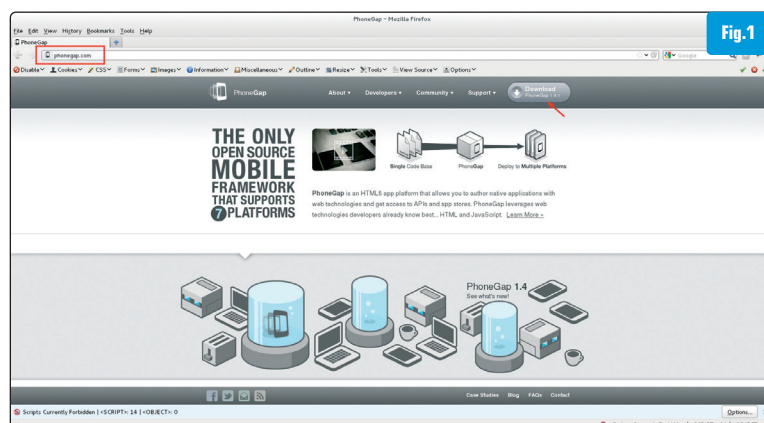 PhoneGap - Mozilla Firefox
Fig.1
File Edit View History Bookmarks Tools Help
PhoneGap
phonegap.com
Google
Disable Cookies CSS Forms Images Information Miscellaneous Outline Resize Tools View Source Options
PhoneGap About Developers Community Support Download
PhoneGap 1.4.1
THE ONLY
OPEN SOURCE
MOBILE
FRAMEWORK
THAT SUPPORTS
7 PLATFORMS
Single Code Base PhoneGap Deploy to Multiple Platforms
PhoneGap is an HTML5 app platform that allows you to author native applications with
web technologies and get access to APIs and app stores. PhoneGap leverages web
technologies developers already know best... HTML and JavaScript. Learn More »
PhoneGap 1.4
See what's new!
Case Studies Blog FAQs Contact
Scripts Currently Forbidden | <SCRIPT>: 14 | <OBJECT>: 0 Options...